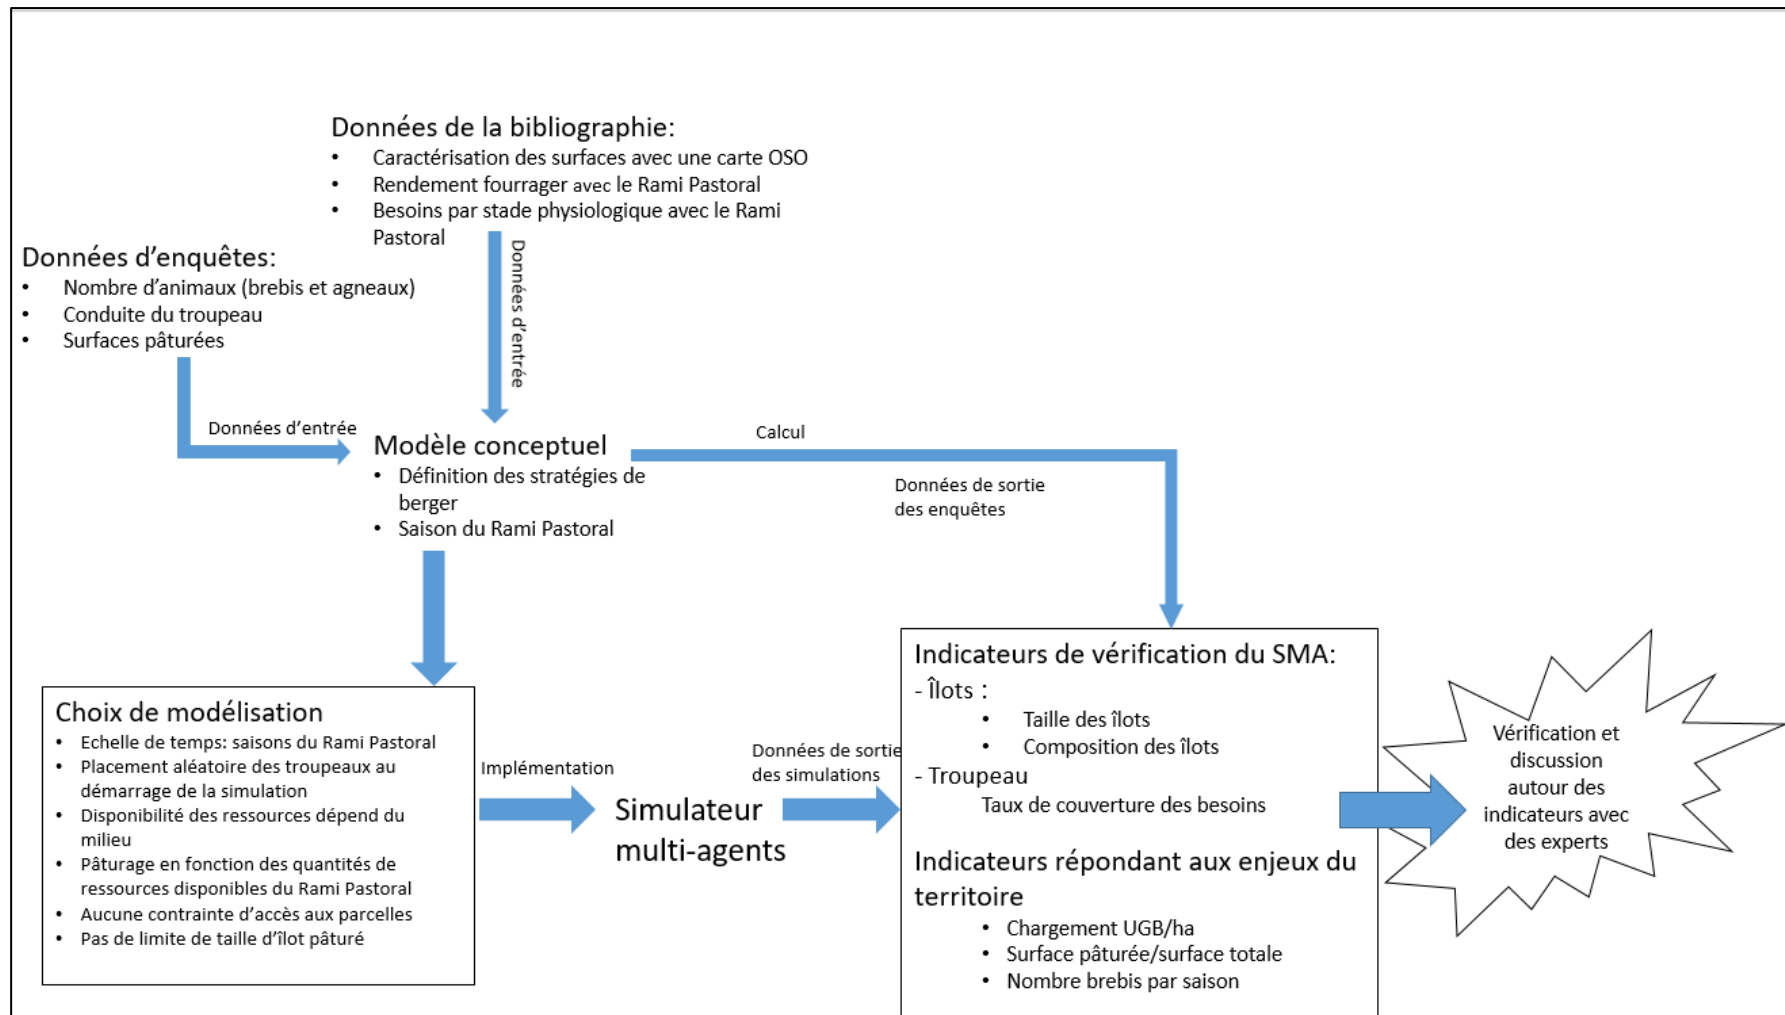 Données de la bibliographie:
• Caractérisation des surfaces avec une carte OSO
• Rendement fourrager avec le Rami Pastoral
• Besoins par stade physiologique avec le Rami
Pastoral
Données d'enquêtes:
• Nombre d'animaux (brebis et agneaux)
• Conduite du troupeau
• Surfaces pâturées
Données d'entrée
Données d'entrée
Modèle conceptuel
• Définition des stratégies de
berger
• Saison du Rami Pastoral
Calcul
Données de sortie
des enquêtes
Choix de modélisation
• Echelle de temps: saisons du Rami Pastoral
• Placement aléatoire des troupeaux au
démarrage de la simulation
• Disponibilité des ressources dépend du
milieu
• Pâturage en fonction des quantités de
ressources disponibles du Rami Pastoral
• Aucune contrainte d'accès aux parcelles
• Pas de limite de taille d'îlot pâturé
Implémentation
Simulateur
multi-agents
Données de sortie
des simulations
Indicateurs de vérification du SMA:
- Îlots :
• Taille des îlots
• Composition des îlots
- Troupeau
Taux de couverture des besoins
Indicateurs répondant aux enjeux du
territoire
• Chargement UGB/ha
• Surface pâturée/surface totale
• Nombre brebis par saison
Vérification et
discussion
autour des
indicateurs avec
des experts